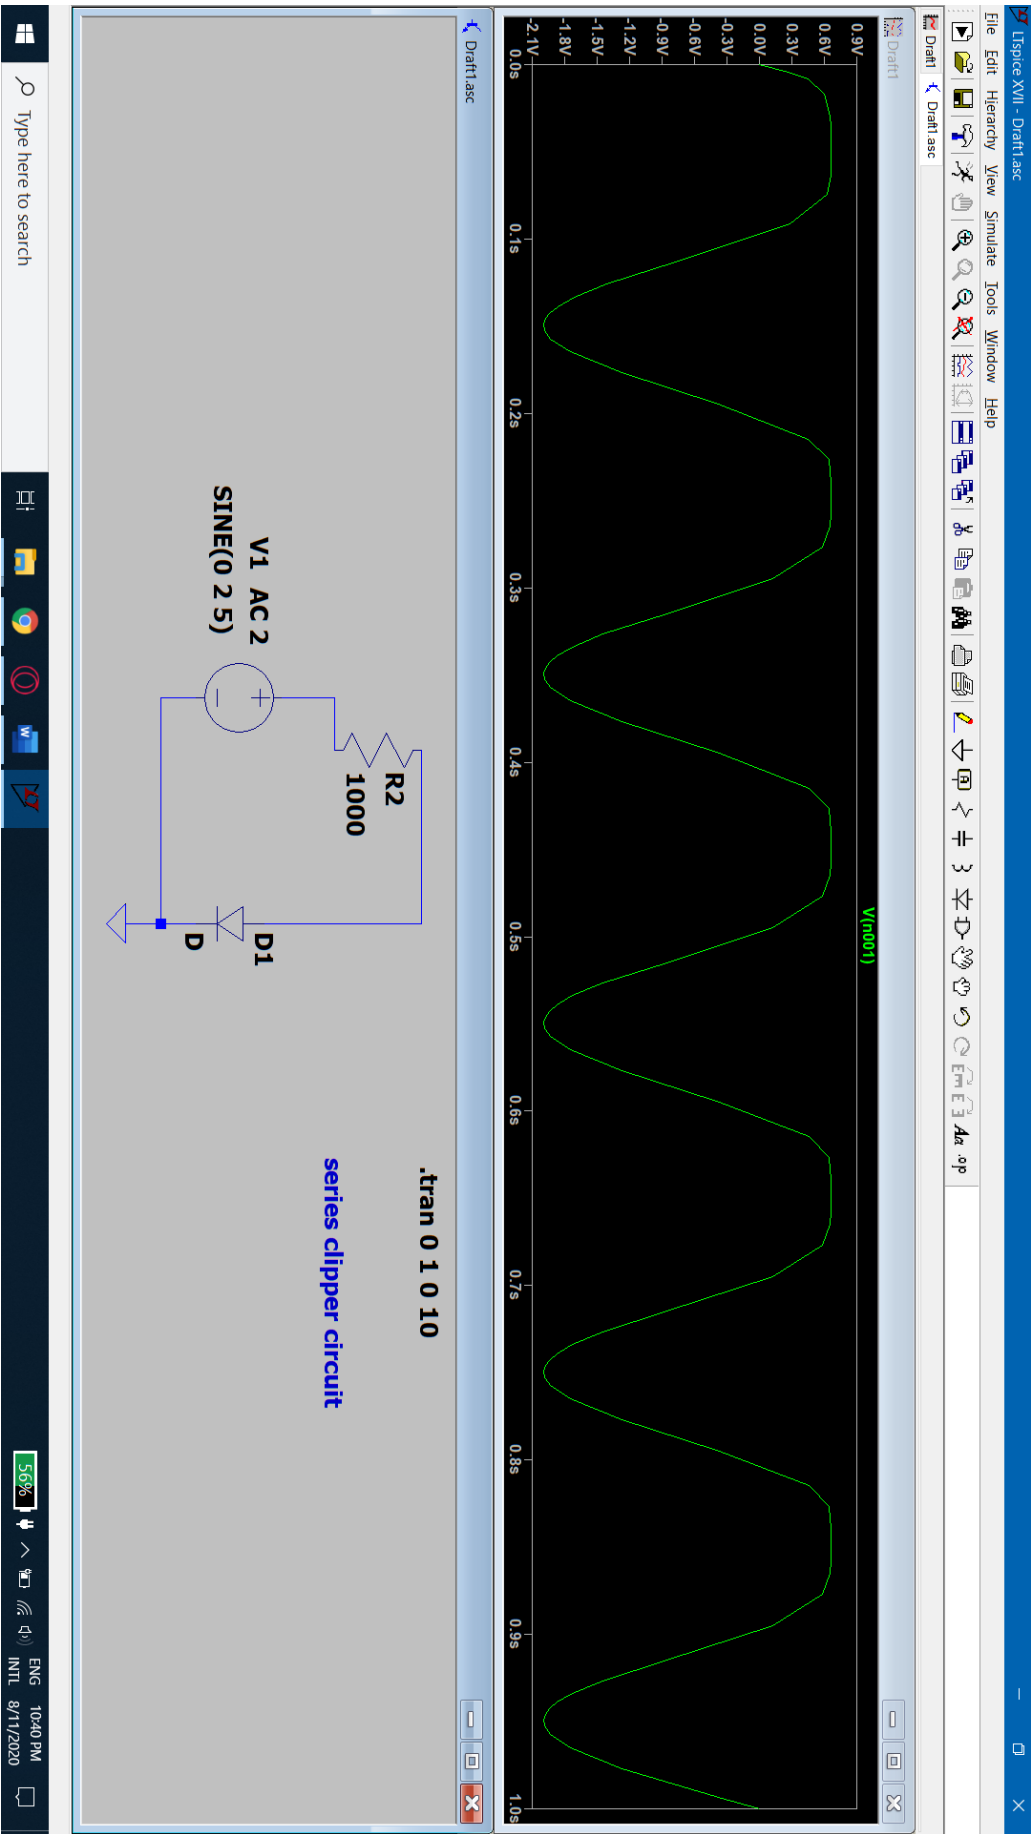 LTspice XVII - Draft1.asc
File Edit Hierarchy View Simulate Tools Window Help
Aa .op
Draft1 Draft1.asc
Draft1
V(n001)
0.9V
0.6V
0.3V
0.0V
-0.3V
-0.6V
-0.9V
-1.2V
-1.5V
-1.8V
-2.1V
0.0s 0.1s 0.2s 0.3s 0.4s 0.5s 0.6s 0.7s 0.8s 0.9s 1.0s
Draft1.asc
.tran 0 1 0 10
R2
1000
series clipper circuit
V1 AC 2
SINE(0 2 5)
D1
D
Type here to search
56%
ENG
INTL
10:40 PM
8/11/2020